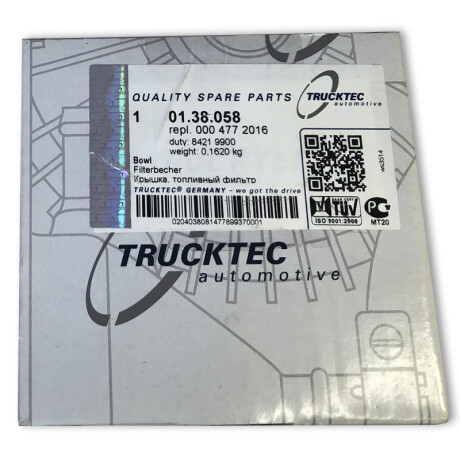 QUALITY SPARE PARTS
TRUCKTEC
automotive
1 01.38.058
repl. 000 477 2016
duty: 8421 9900
weight: 0,1620 kg
Bowl
Filterbecher
Крышка, топливный фильтр
TRUCKTEC® GERMANY - we got the drive
0204038081477899370001
ws3514
TÜV
ISO 9001:2008
MT20
TRUCKTEC
automotive